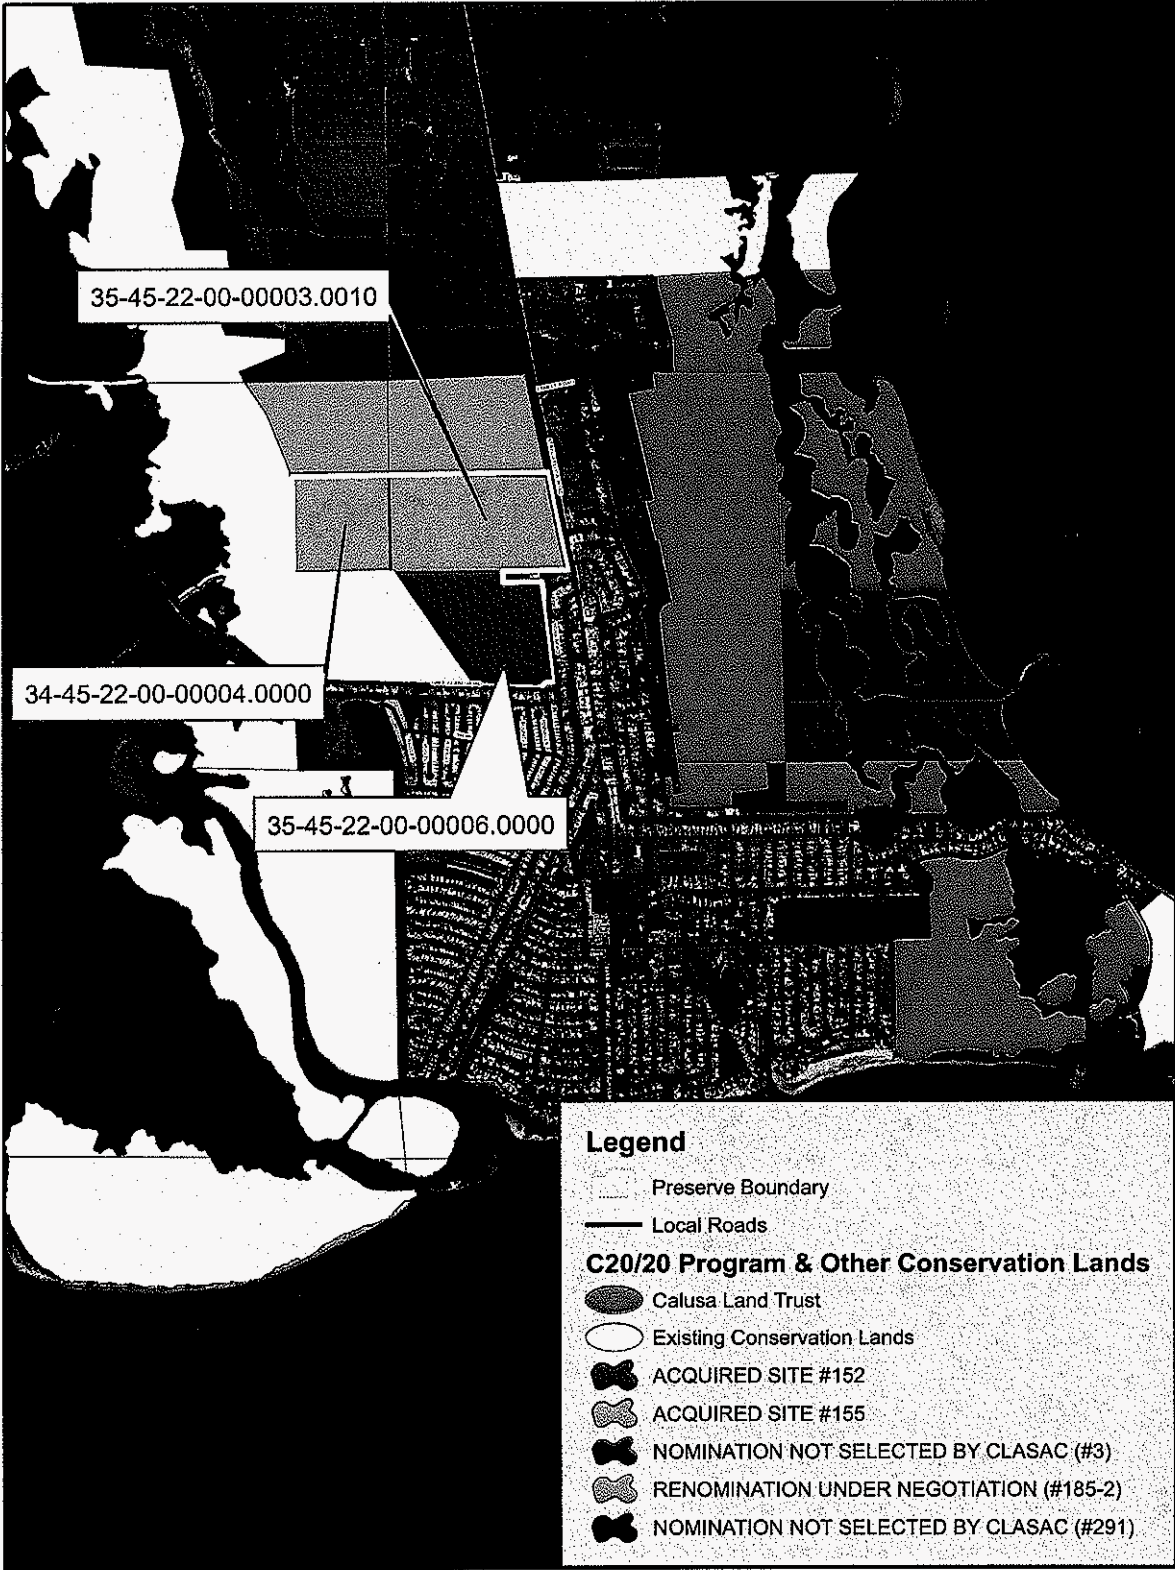 35-45-22-00-00003.0010
34-45-22-00-00004.0000
35-45-22-00-00006.0000
Legend
Preserve Boundary
Local Roads
C20/20 Program & Other Conservation Lands
Calusa Land Trust
Existing Conservation Lands
ACQUIRED SITE #152
ACQUIRED SITE #155
NOMINATION NOT SELECTED BY CLASAC (#3)
RENOMINATION UNDER NEGOTIATION (#185-2)
NOMINATION NOT SELECTED BY CLASAC (#291)